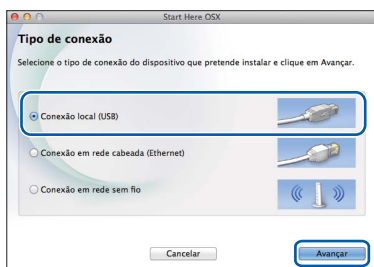 Start Here OSX
Tipo de conexão
Selecione o tipo de conexão do dispositivo que pretende instalar e clique em Avançar.
Conexão local (USB)
Conexão em rede cabeada (Ethernet)
Conexão em rede sem fio
Cancelar
Avançar